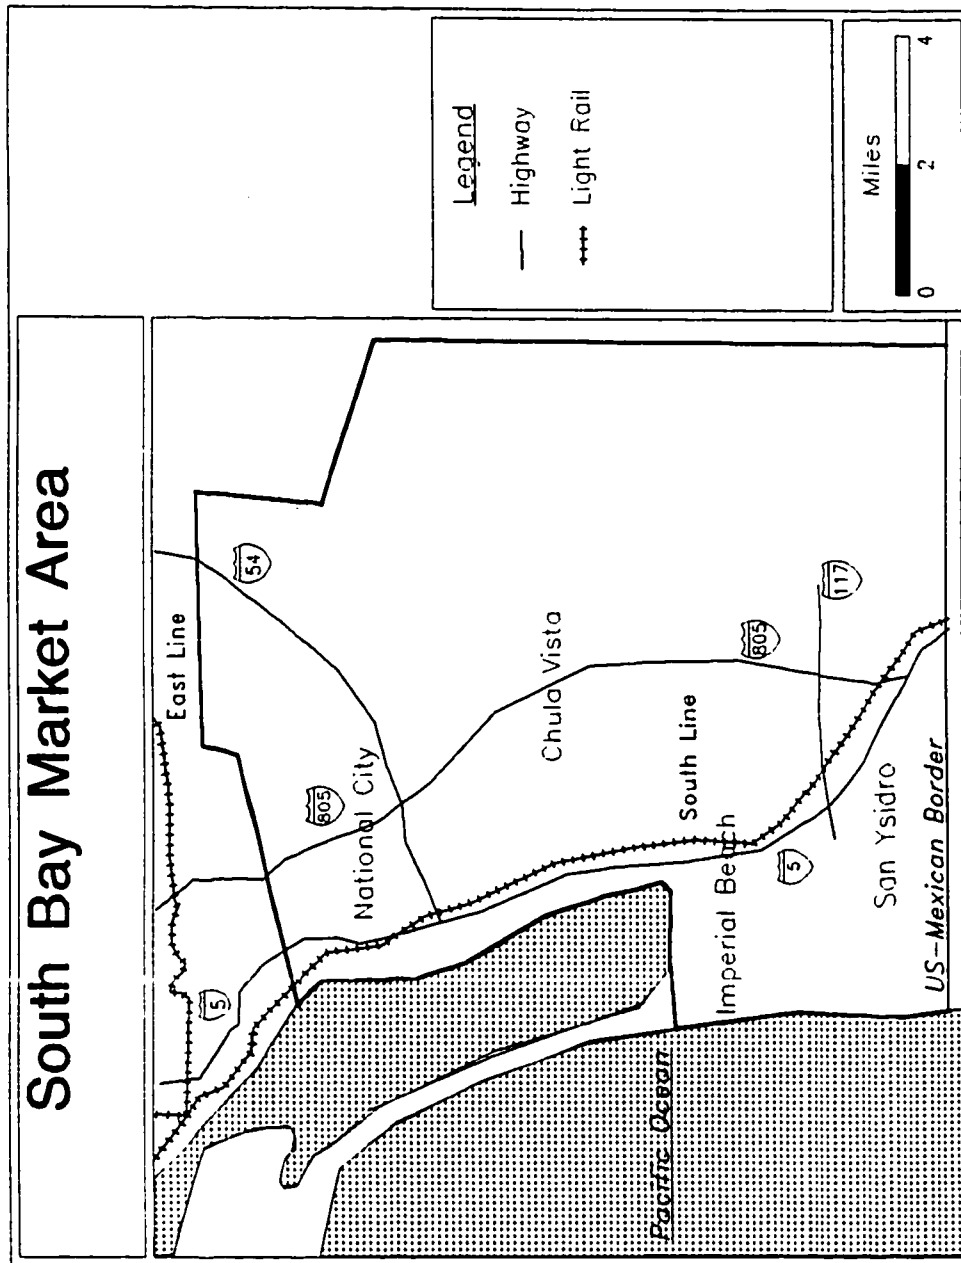 South Bay Market Area
East Line
54
805
5
National City
Chula Vista
805
South Line
117
Imperial Beach
5
San Ysidro
Pacific Ocean
US-Mexican Border
Legend
Highway
Light Rail
Miles
0 2 4